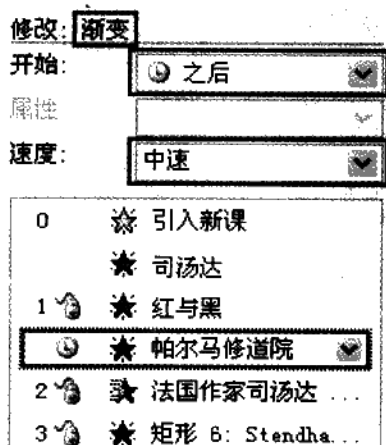 修改: 渐变
开始: 之后
属性
速度: 中速
0 引入新课
司汤达
1 红与黑
帕尔马修道院
2 法国作家司汤达 ...
3 矩形 6: Stendha...